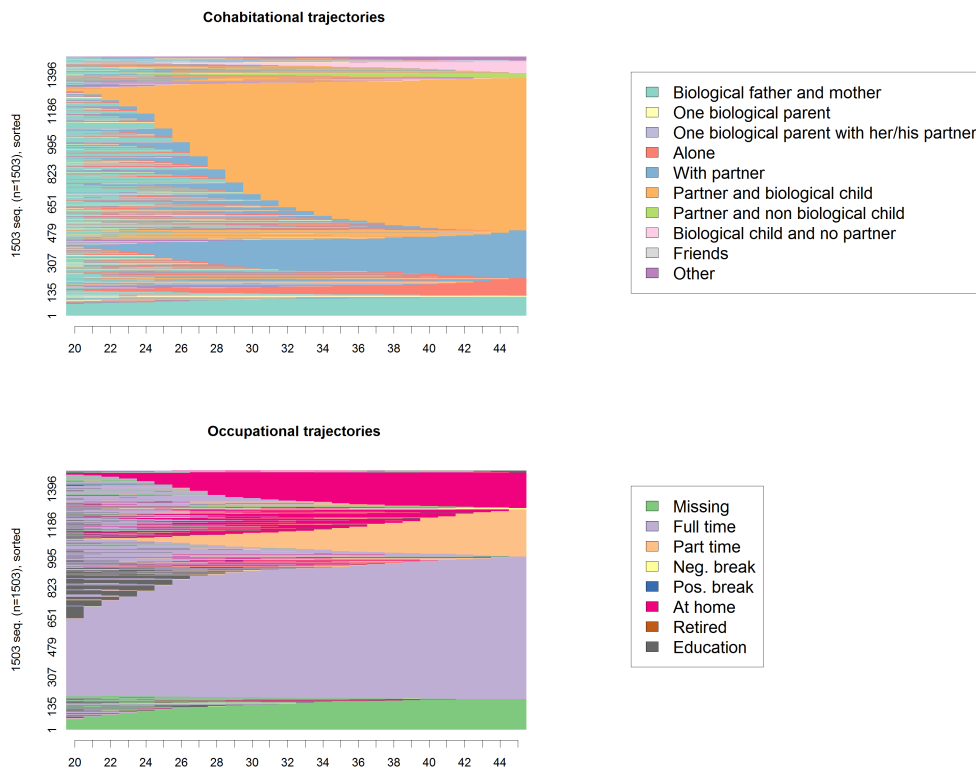 Cohabitational trajectories
1503 seq. (n=1503), sorted
1396
1186
995
823
651
479
307
135
1
20 22 24 26 28 30 32 34 36 38 40 42 44
Biological father and mother
One biological parent
One biological parent with her/his partner
Alone
With partner
Partner and biological child
Partner and non biological child
Biological child and no partner
Friends
Other
Occupational trajectories
1503 seq. (n=1503), sorted
1396
1186
995
823
651
479
307
135
1
20 22 24 26 28 30 32 34 36 38 40 42 44
Missing
Full time
Part time
Neg. break
Pos. break
At home
Retired
Education